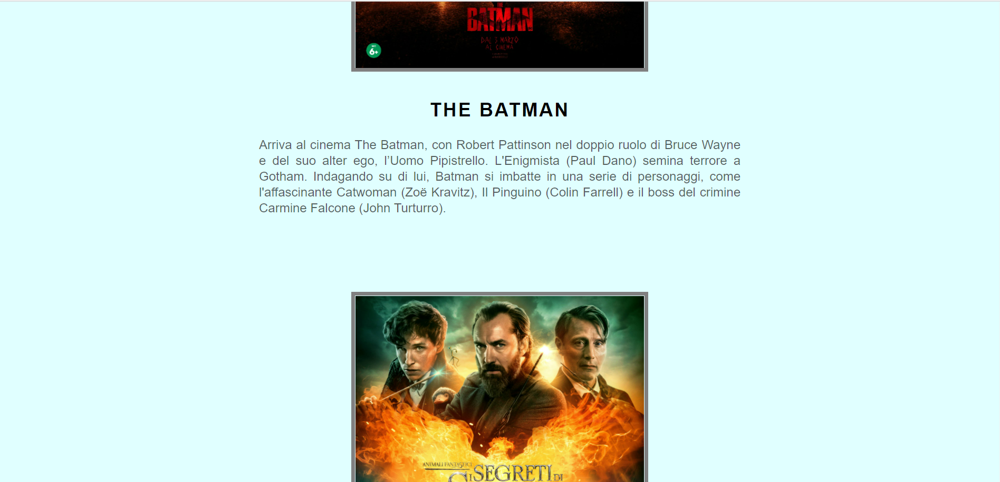 THE
BATMAN
DAL 3 MARZO
AL CINEMA
MC
6+
THE BATMAN
Arriva al cinema The Batman, con Robert Pattinson nel doppio ruolo di Bruce Wayne
e del suo alter ego, l’Uomo Pipistrello. L'Enigmista (Paul Dano) semina terrore a
Gotham. Indagando su di lui, Batman si imbatte in una serie di personaggi, come
l'affascinante Catwoman (Zoë Kravitz), Il Pinguino (Colin Farrell) e il boss del crimine
Carmine Falcone (John Turturro).
ANIMALI FANTASTICI
I SEGRETI DI